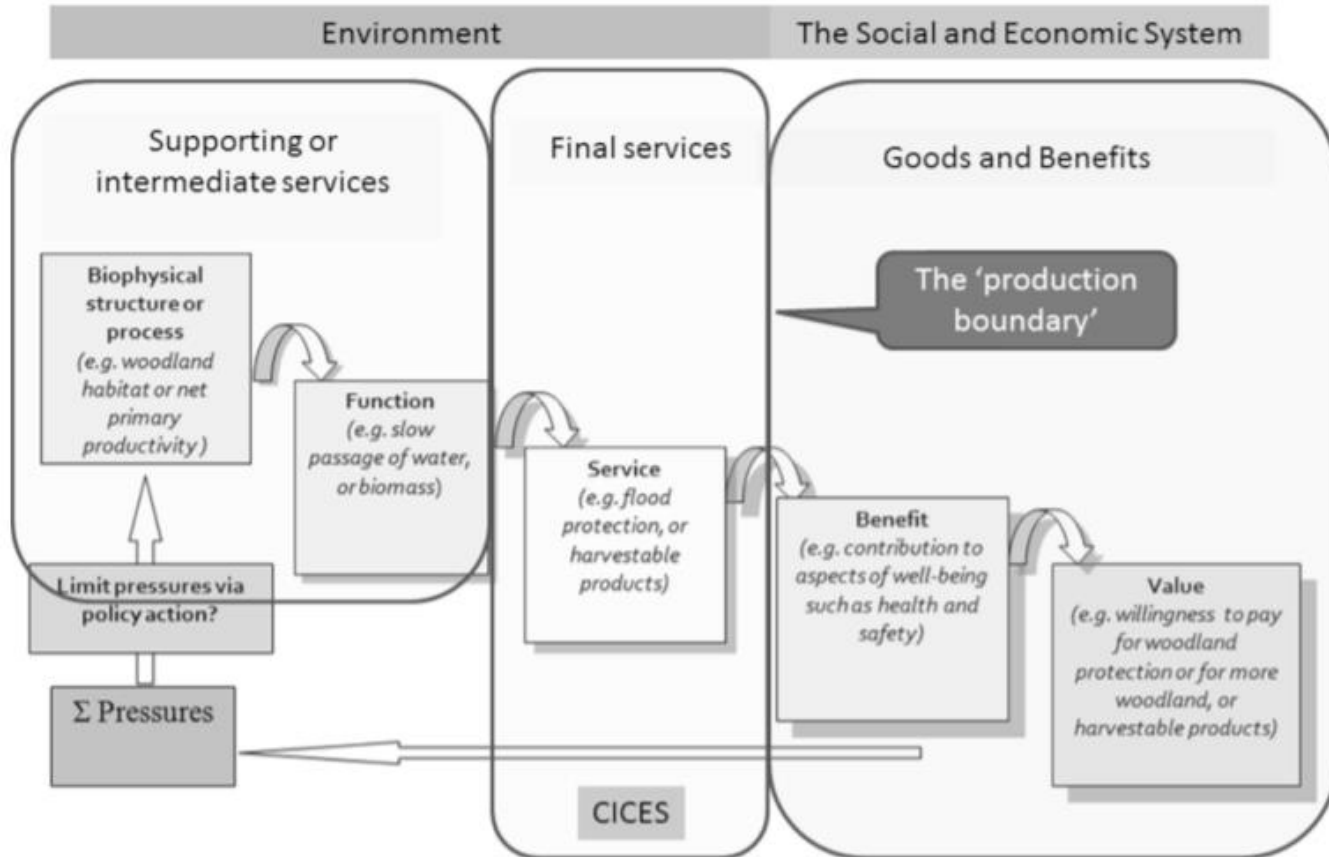 Environment
The Social and Economic System
Supporting or
intermediate services
Final services
Goods and Benefits
The ‘production
boundary’
Biophysical
structure or
process
(e.g. woodland
habitat or net
primary
productivity )
Function
(e.g. slow
passage of water,
or biomass)
Service
(e.g. flood
protection, or
harvestable
products)
Benefit
(e.g. contribution to
aspects of well-being
such as health and
safety)
Value
(e.g. willingness to pay
for woodland
protection or for more
woodland, or
harvestable products)
Limit pressures via
policy action?
Σ Pressures
CICES